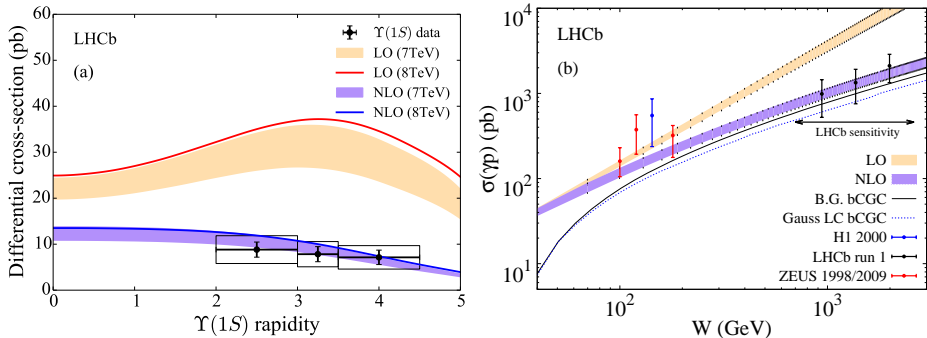 LHCb
(a)
ϒ(1S) data
LO (7TeV)
LO (8TeV)
NLO (7TeV)
NLO (8TeV)
Differential cross-section (pb)
60
50
40
30
20
10
0
0 1 2 3 4 5
ϒ(1S) rapidity
LHCb
(b)
σ(γp) (pb)
10⁴
10³
10²
10¹
LHCb sensitivity
LO
NLO
B.G. bCGC
Gauss LC bCGC
H1 2000
LHCb run 1
ZEUS 1998/2009
10² 10³
W (GeV)